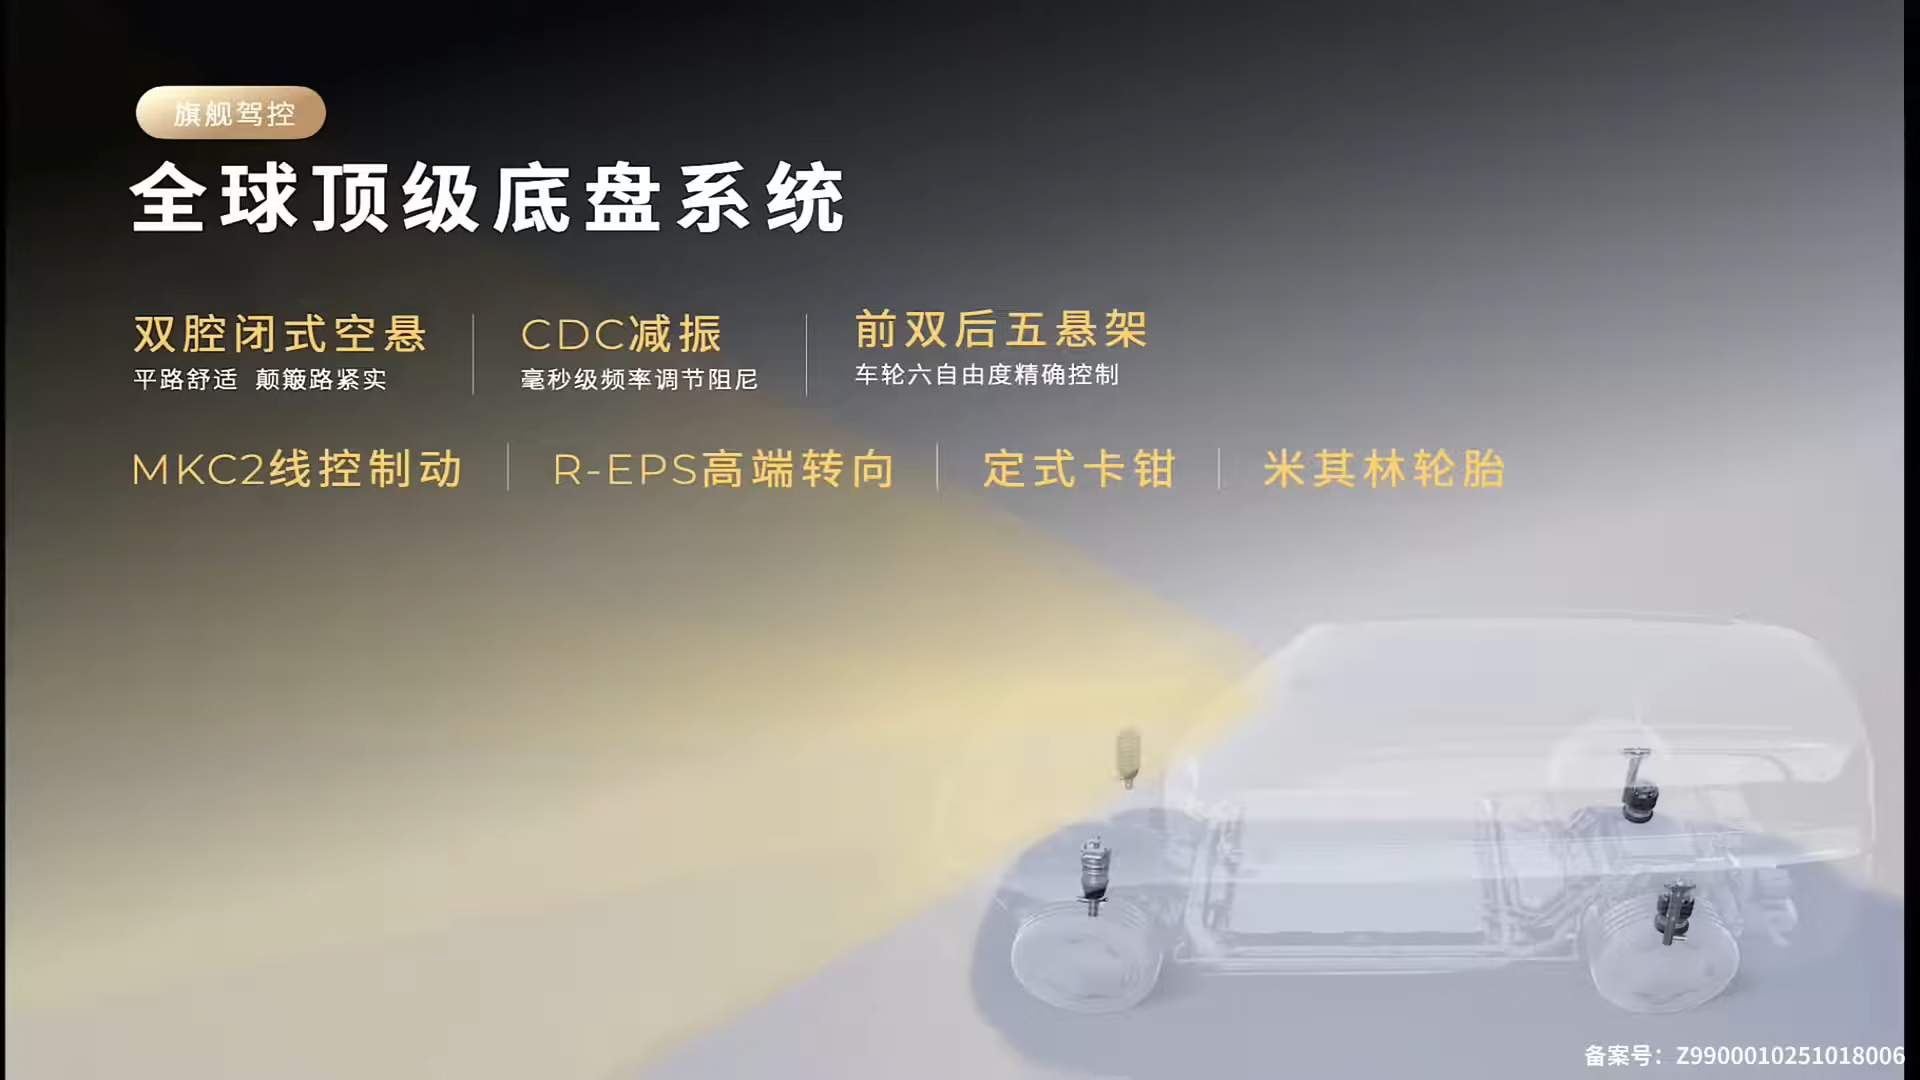 旗舰驾控
全球顶级底盘系统
双腔闭式空悬
平路舒适 颠簸路紧实
CDC减振
毫秒级频率调节阻尼
前双后五悬架
车轮六自由度精确控制
MKC2线控制动
R-EPS高端转向
定式卡钳
米其林轮胎
备案号：Z9900010251018006